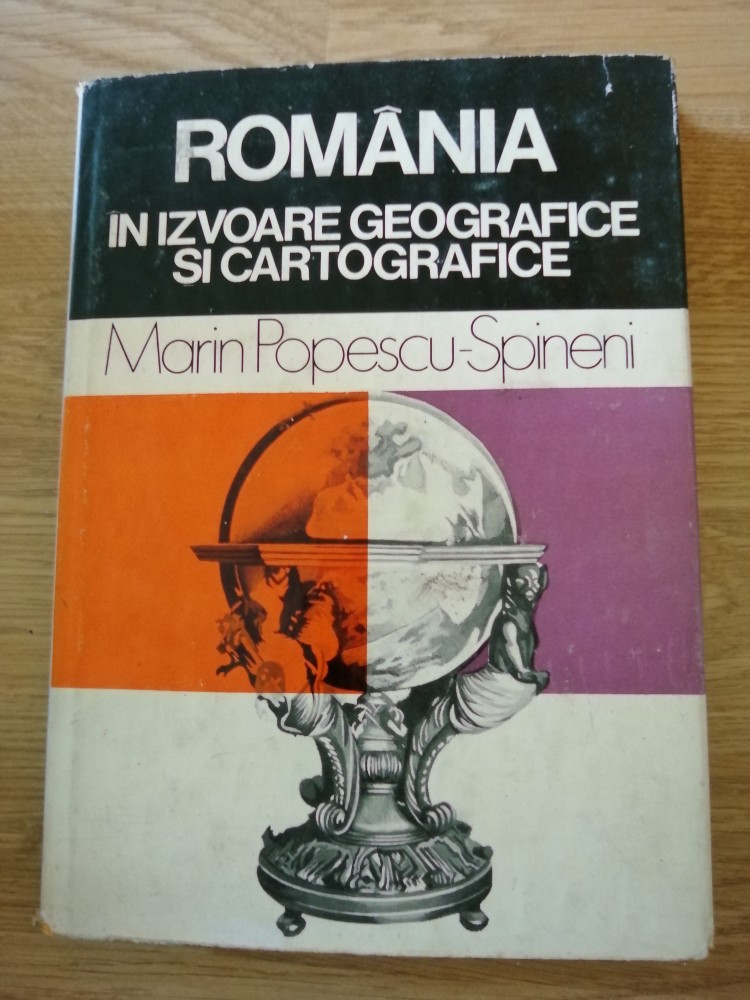 ROMÂNIA
IN IZVOARE GEOGRAFICE
SI CARTOGRAFICE
Marin Popescu-Spineni